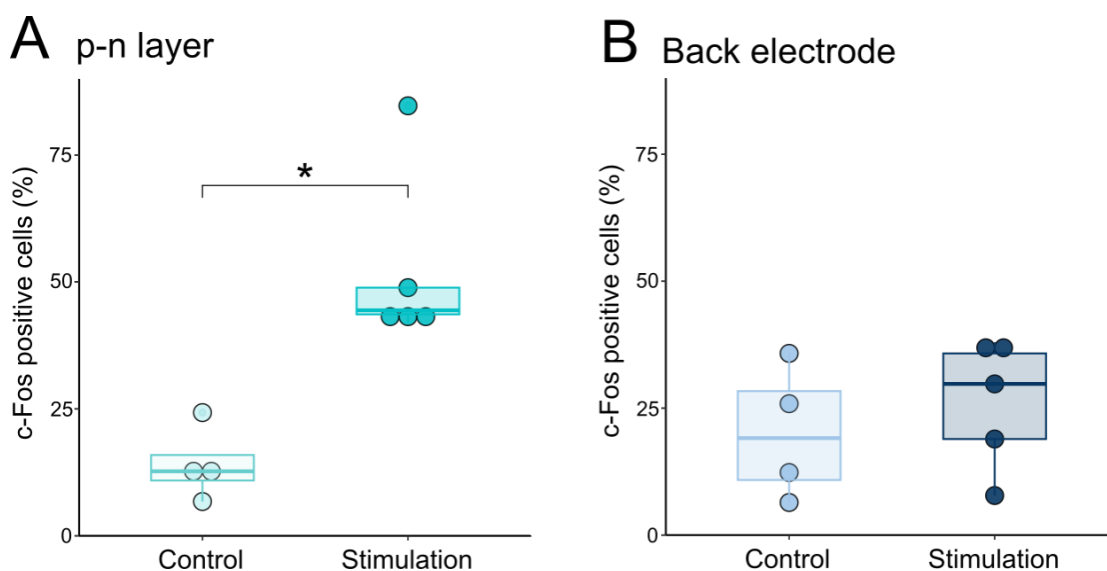 A p-n layer
c-Fos positive cells (%)
75
50
25
0
*
Control Stimulation
B Back electrode
c-Fos positive cells (%)
75
50
25
0
Control Stimulation